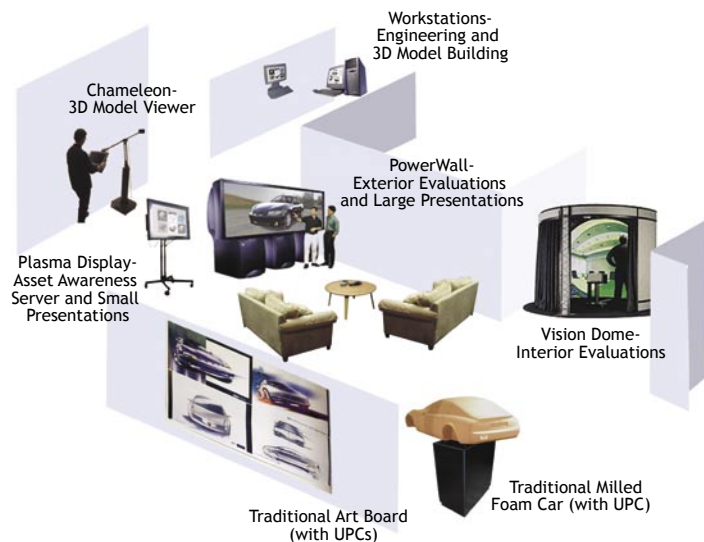 Workstations-
Engineering and
3D Model Building
Chameleon-
3D Model Viewer
PowerWall-
Exterior Evaluations
and Large Presentations
Plasma Display-
Asset Awareness
Server and Small
Presentations
Vision Dome-
Interior Evaluations
Traditional Milled
Foam Car (with UPC)
Traditional Art Board
(with UPCs)